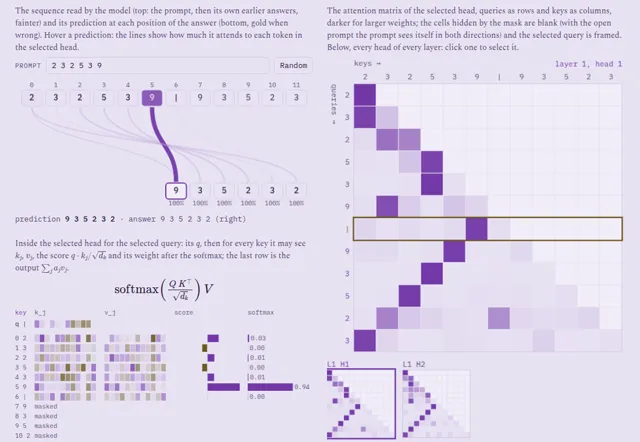 The sequence read by the model (top: the prompt, then its own earlier answers,
fainter) and its prediction at each position of the answer (bottom, gold when
wrong). Hover a prediction: the lines show how much it attends to each token in
the selected head.
PROMPT 2 3 2 5 3 9 Random
0 1 2 3 4 5 6 7 8 9 10 11
2 3 2 5 3 9 | 9 3 5 2 3
9 3 5 2 3 2
100% 100% 100% 100% 100% 100%
prediction 9 3 5 2 3 2 · answer 9 3 5 2 3 2 (right)
Inside the selected head for the selected query: its q, then for every key it may see
k_j, v_j, the score q · k_j/√d_k and its weight after the softmax; the last row is the
output ∑_j a_j v_j.
softmax(QK⊤/√d_k) V
key k_j v_j score softmax
q |
0 2 0.03
1 3 0.00
2 2 0.01
3 5 0.00
4 3 0.01
5 9 0.94
6 | 0.00
7 9 masked
8 3 masked
9 5 masked
10 2 masked
The attention matrix of the selected head, queries as rows and keys as columns,
darker for larger weights; the cells hidden by the mask are blank (with the open
prompt the prompt sees itself in both directions) and the selected query is framed.
Below, every head of every layer: click one to select it.
keys → layer 1, head 1
2 3 2 5 3 9 | 9 3 5 2 3
queries →
2
3
2
5
3
9
|
9
3
5
2
3
L1 H1 L1 H2